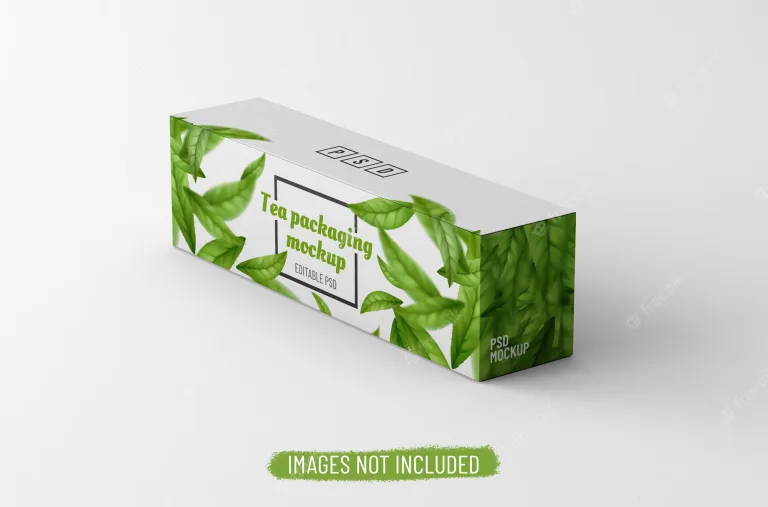 PSD
Tea packaging
mockup
EDITABLE PSD
PSD
MOCKUP
IMAGES NOT INCLUDED